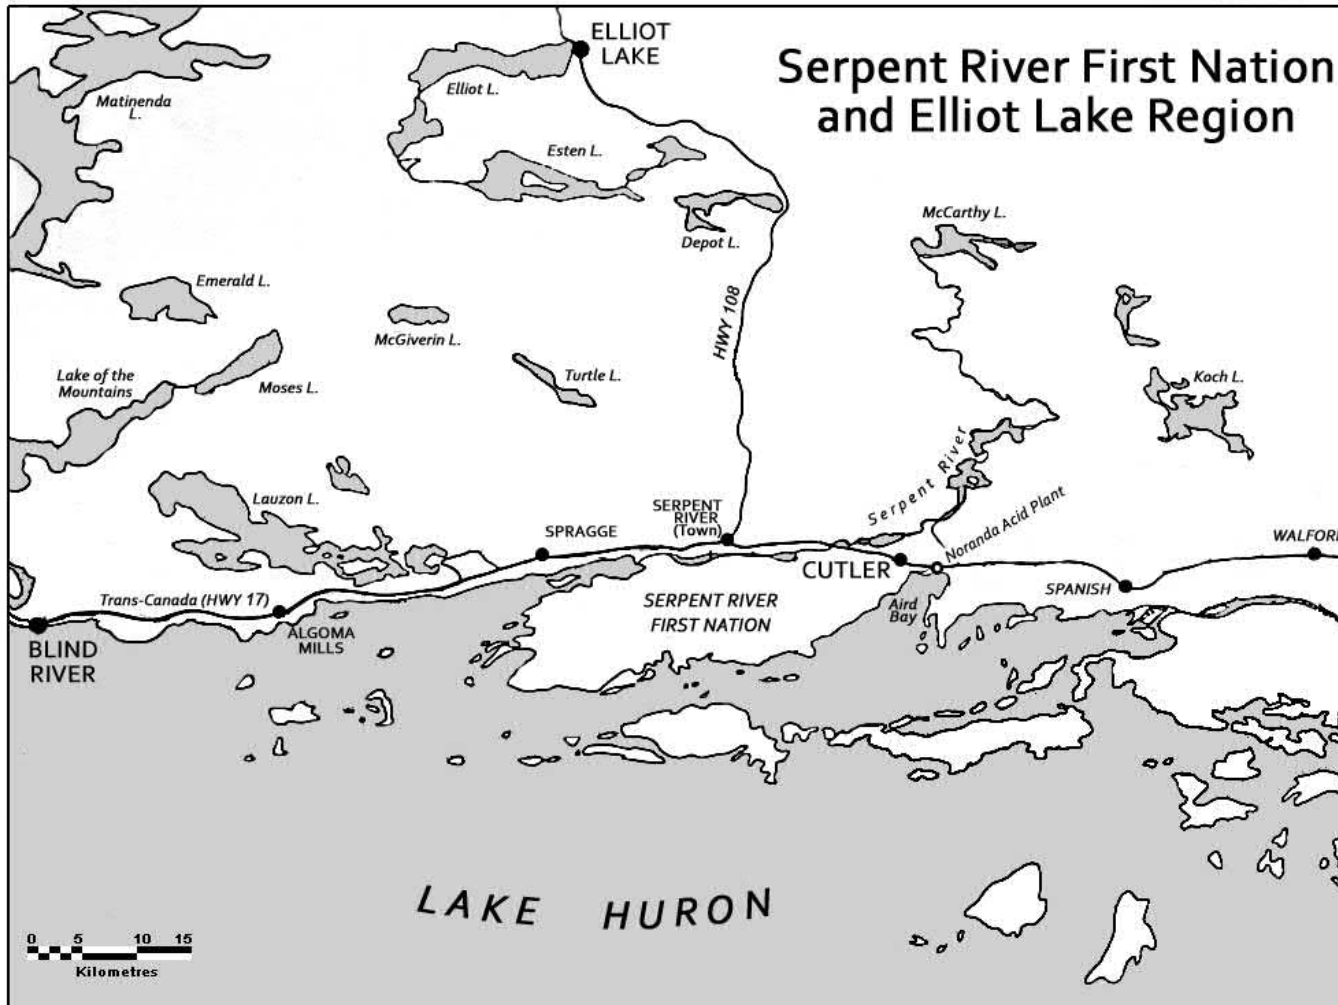 ELLIOT
LAKE
Serpent River First Nation
and Elliot Lake Region
Matinenda
L.
Elliot L.
Esten L.
Depot L.
McCarthy L.
Emerald L.
McGiverin L.
HWY 108
Lake of the
Mountains
Moses L.
Turtle L.
Koch L.
Lauzon L.
Serpent River
SERPENT
RIVER
(Town)
SPRAGGE
Noranda Acid Plant
WALFORD
CUTLER
SPANISH
Trans-Canada (HWY 17)
ALGOMA
MILLS
SERPENT RIVER
FIRST NATION
Aird
Bay
BLIND
RIVER
LAKE HURON
0 5 10 15
Kilometres